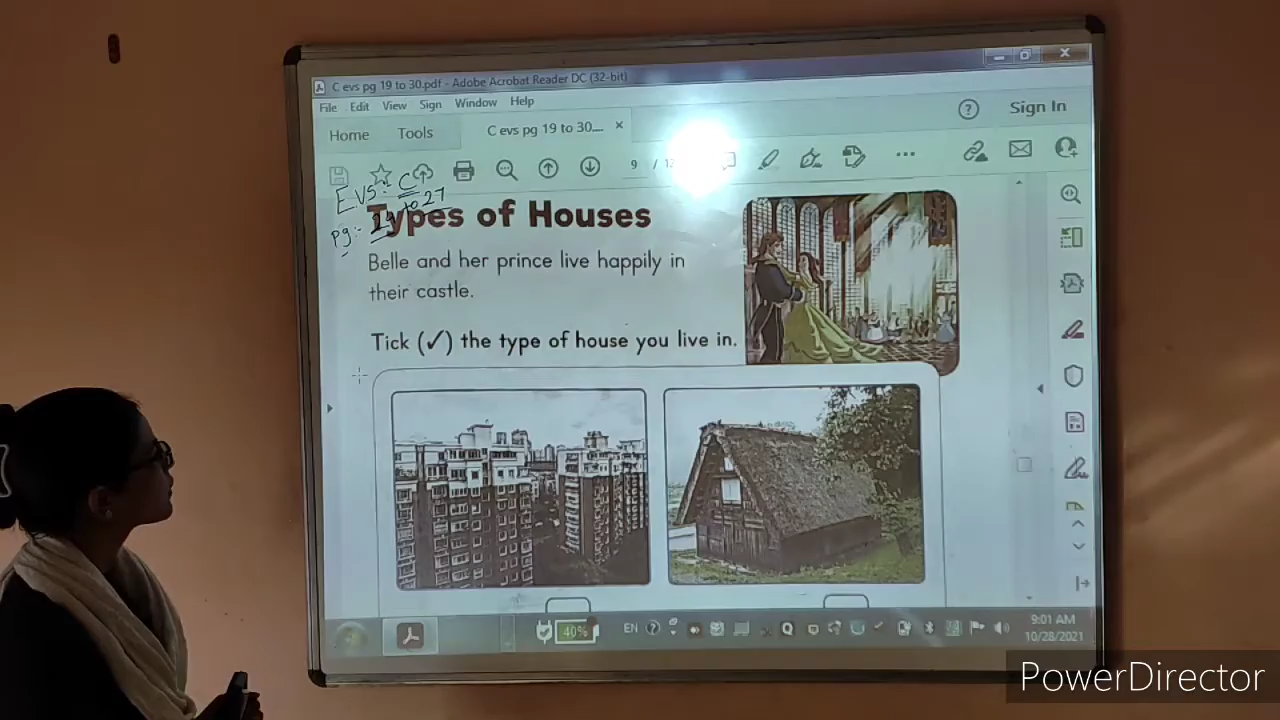 C evs pg 19 to 30.pdf - Adobe Acrobat Reader DC (32-bit)
File Edit View Sign Window Help
Home Tools C evs pg 19 to 30.... × ? Sign In
9 /
EVS:- C
pg:- to 27
Types of Houses
Belle and her prince live happily in
their castle.
Tick (✓) the type of house you live in.
40% EN 9:01 AM
10/28/2021
PowerDirector